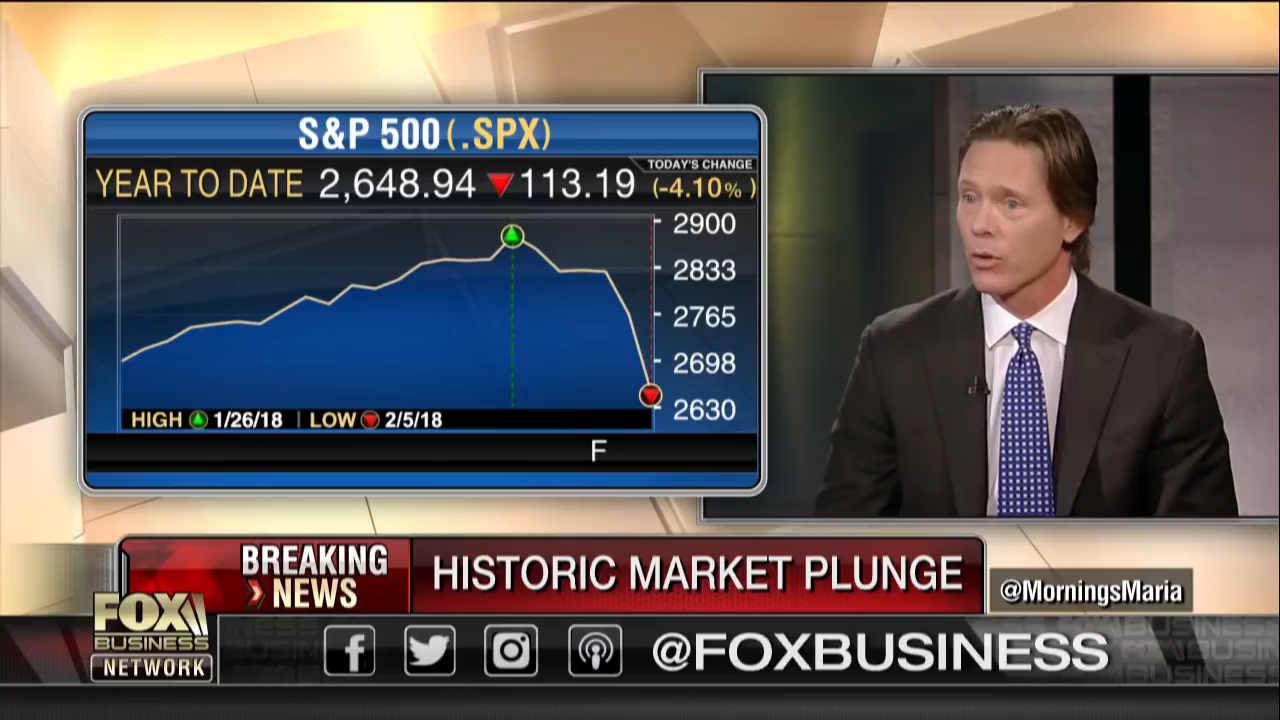 S&P 500 (.SPX)
TODAY'S CHANGE
YEAR TO DATE 2,648.94 ▼ 113.19 (-4.10%)
2900
2833
2765
2698
2630
HIGH 1/26/18 | LOW 2/5/18
F
BREAKING
NEWS
HISTORIC MARKET PLUNGE
@MorningsMaria
FOX
BUSINESS
NETWORK
@FOXBUSINESS